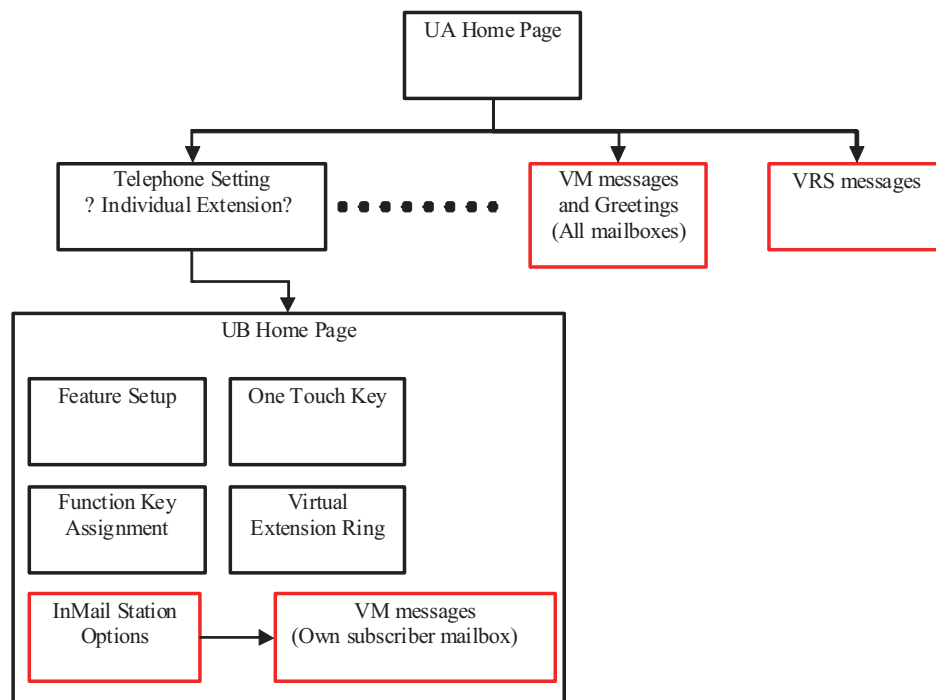 UA Home Page
Telephone Setting
? Individual Extension?
VM messages
and Greetings
(All mailboxes)
VRS messages
UB Home Page
Feature Setup
One Touch Key
Function Key
Assignment
Virtual
Extension Ring
InMail Station
Options
VM messages
(Own subscriber mailbox)